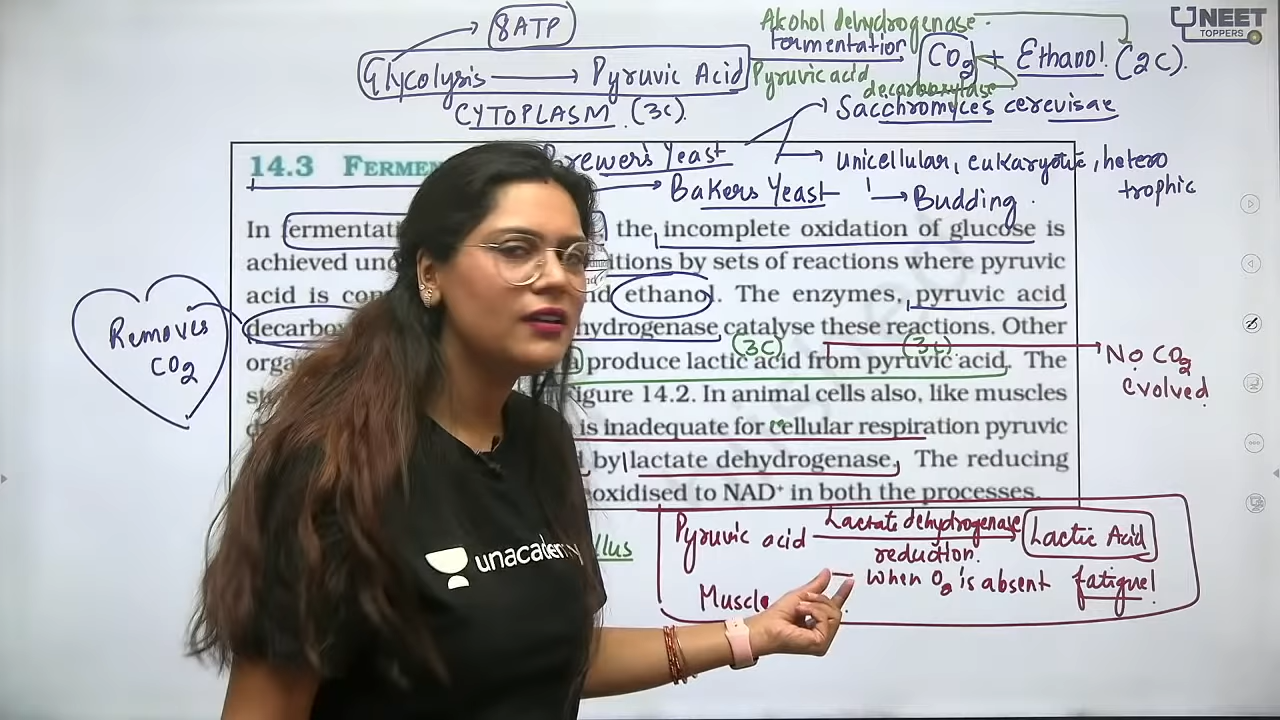 8ATP
Alcohol dehydrogenase
fermentation
Glycolysis → Pyruvic Acid
CO2 + Ethanol (2C).
Pyruvic acid decarboxylase
CYTOPLASM (3C)
Sacchromyces cerevisae
UNEET
TOPPERS
14.3 FERMEN
Brewer's Yeast
unicellular, eukaryotic, hetero
trophic
Bakers Yeast
Budding.
In fermentati the incomplete oxidation of glucose is
achieved un itions by sets of reactions where pyruvic
acid is con nd ethanol. The enzymes, pyruvic acid
decarbox hydrogenase catalyse these reactions. Other
(3C) (3C)
orga produce lactic acid from pyruvic acid. The
st igure 14.2. In animal cells also, like muscles
is inadequate for cellular respiration pyruvic
by lactate dehydrogenase. The reducing
oxidised to NAD+ in both the processes.
Removes
CO2
No CO2
evolved
llus
Pyruvic acid Lactate dehydrogenase Lactic Acid
reduction.
Muscle when O2 is absent fatigue!
unacademy